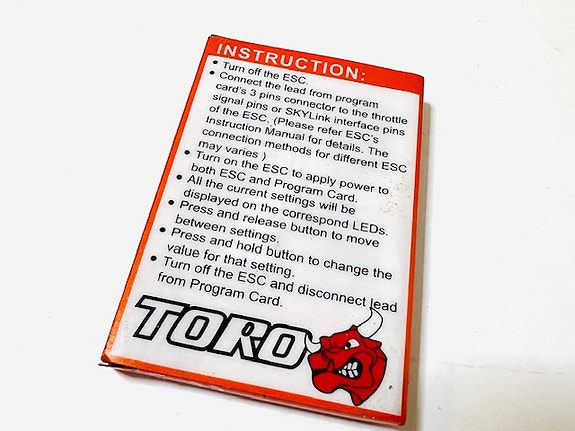 INSTRUCTION:
• Turn off the ESC.
• Connect the lead from program
card's 3 pins connector to the throttle
signal pins or SKYLink interface pins
of the ESC. (Please refer ESC's
Instruction Manual for details. The
connection methods for different ESC
may varies )
• Turn on the ESC to apply power to
both ESC and Program Card.
• All the current settings will be
displayed on the correspond LEDs.
• Press and release button to move
between settings.
• Press and hold button to change the
value for that setting.
• Turn off the ESC and disconnect lead
from Program Card.
TORO